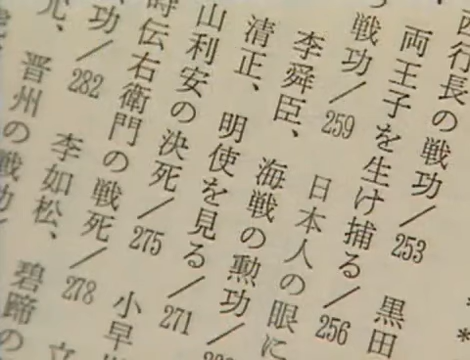 西行長の戦功／253
両王子を生け捕る／256 黒田
戦功／259 日本人の眼に
李舜臣、海戦の勲功／
清正、明使を見る／271
山利安の決死／275 小早
時伝右衛門の戦死／278
功／282 李如松、碧蹄の
晋州の戦功／